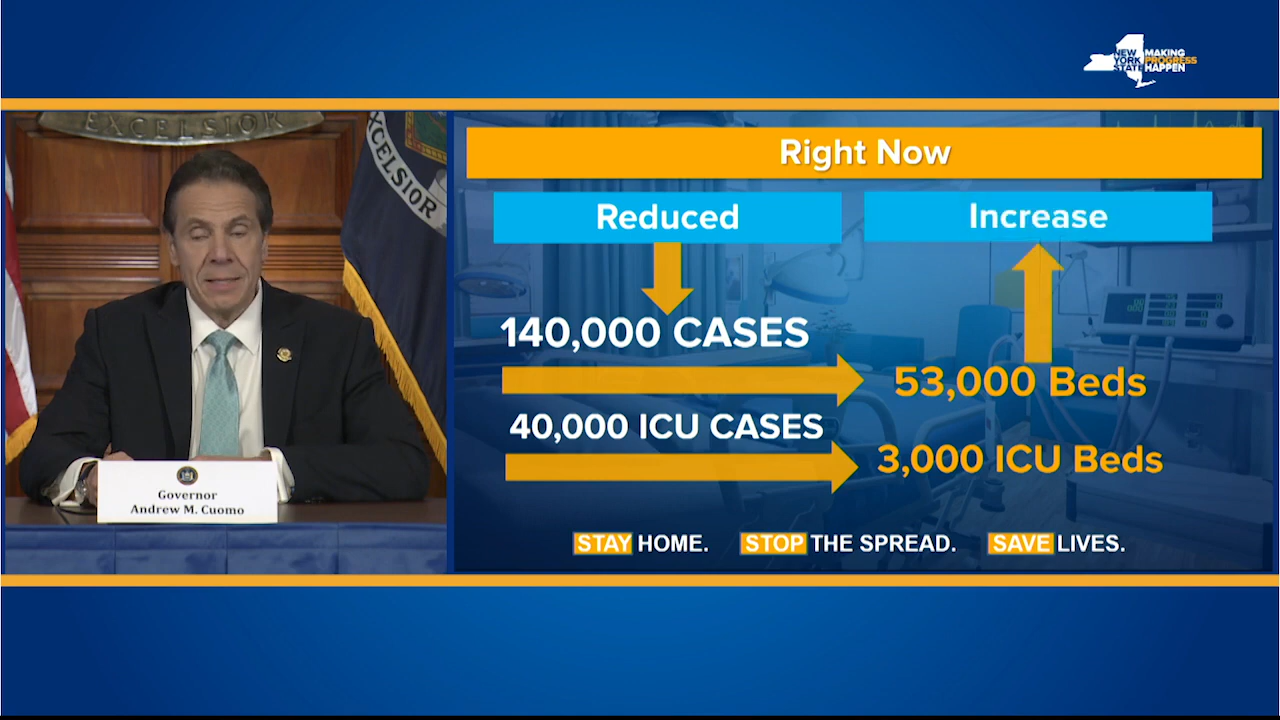 NEW
YORK
STATE
MAKING
PROGRESS
HAPPEN
EXCELSIOR
EXCELSIOR
Governor
Andrew M. Cuomo
Right Now
Reduced
Increase
140,000 CASES
53,000 Beds
40,000 ICU CASES
3,000 ICU Beds
STAY HOME. STOP THE SPREAD. SAVE LIVES.